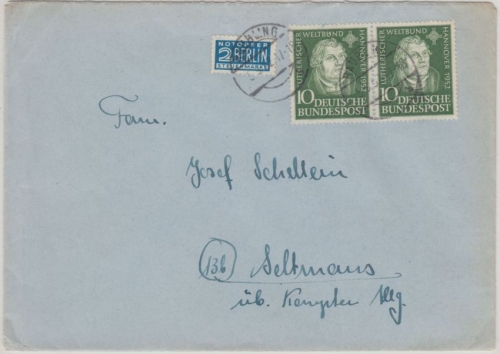 NOTOPFER
2 BERLIN
STEUERMARKE
LUTHERISCHER WELTBUND HANNOVER 1952
10 DEUTSCHE
BUNDESPOST
LUTHERISCHER WELTBUND HANNOVER 1952
10 DEUTSCHE
BUNDESPOST
Fam.
Josef Schellein
(13b) Seltmans
üb. Kempten Allg.